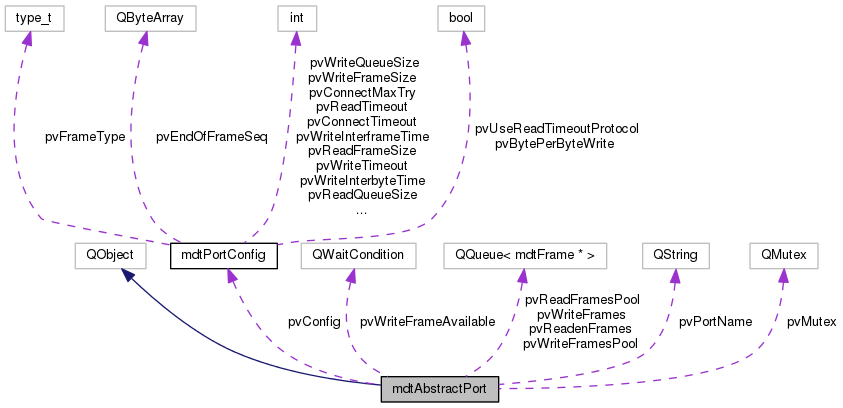 type_t
QByteArray
int
bool
pvFrameType
pvEndOfFrameSeq
pvWriteQueueSize
pvWriteFrameSize
pvConnectMaxTry
pvReadTimeout
pvConnectTimeout
pvWriteInterframeTime
pvReadFrameSize
pvWriteTimeout
pvWriteInterbyteTime
pvReadQueueSize
...
pvUseReadTimeoutProtocol
pvBytePerByteWrite
QObject
mdtPortConfig
QWaitCondition
QQueue< mdtFrame * >
QString
QMutex
pvConfig
pvWriteFrameAvailable
pvReadFramesPool
pvWriteFrames
pvReadenFrames
pvWriteFramesPool
pvPortName
pvMutex
mdtAbstractPort